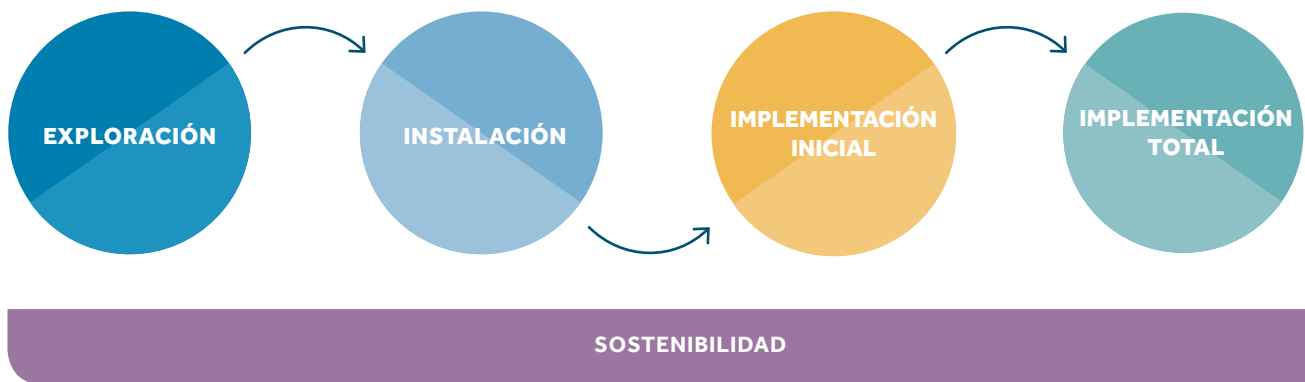 EXPLORACIÓN
INSTALACIÓN
IMPLEMENTACIÓN
INICIAL
IMPLEMENTACIÓN
TOTAL
SOSTENIBILIDAD